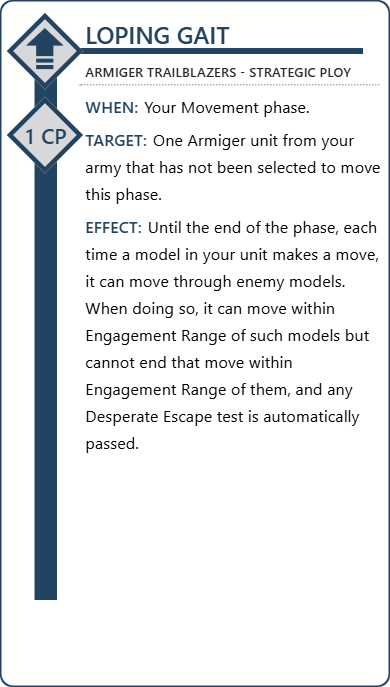 LOPING GAIT
ARMIGER TRAILBLAZERS - STRATEGIC PLOY
WHEN: Your Movement phase.
1 CP
TARGET: One Armiger unit from your
army that has not been selected to move
this phase.
EFFECT: Until the end of the phase, each
time a model in your unit makes a move,
it can move through enemy models.
When doing so, it can move within
Engagement Range of such models but
cannot end that move within
Engagement Range of them, and any
Desperate Escape test is automatically
passed.